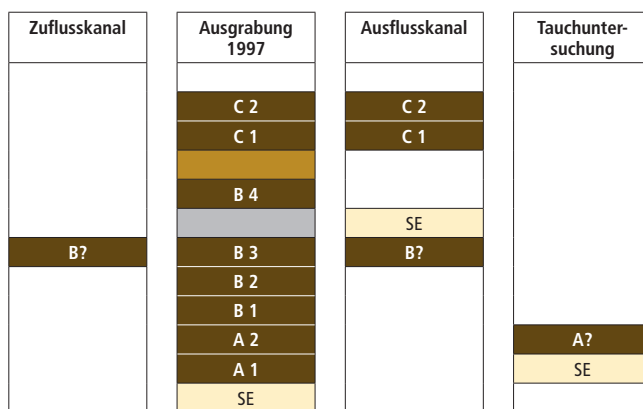 Zuflusskanal
Ausgrabung
1997
Ausflusskanal
Tauchunter-
suchung
C 2
C 2
C 1
C 1
B 4
SE
B?
B 3
B?
B 2
B 1
A 2
A?
A 1
SE
SE